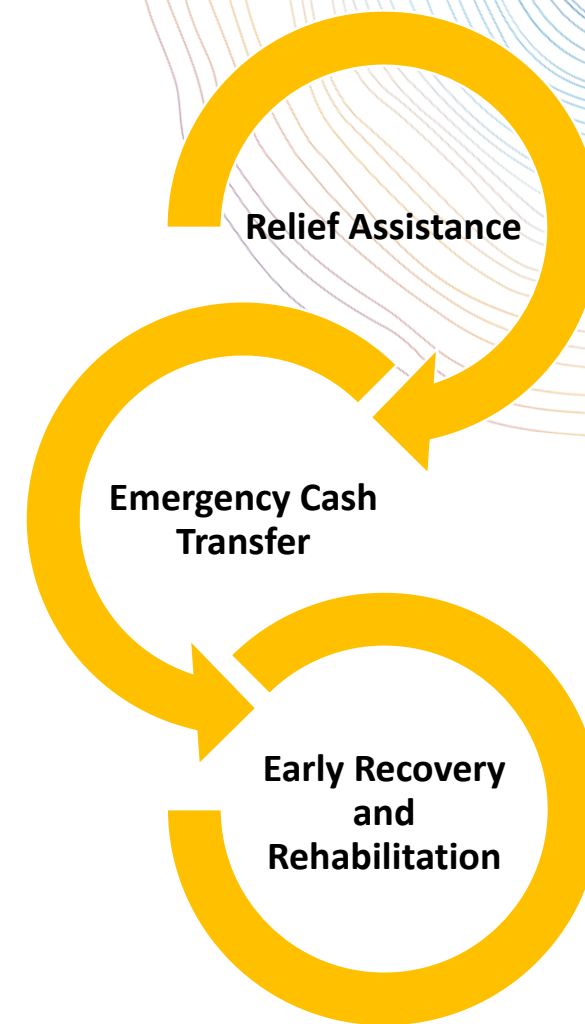 Relief Assistance
Emergency Cash
Transfer
Early Recovery
and
Rehabilitation